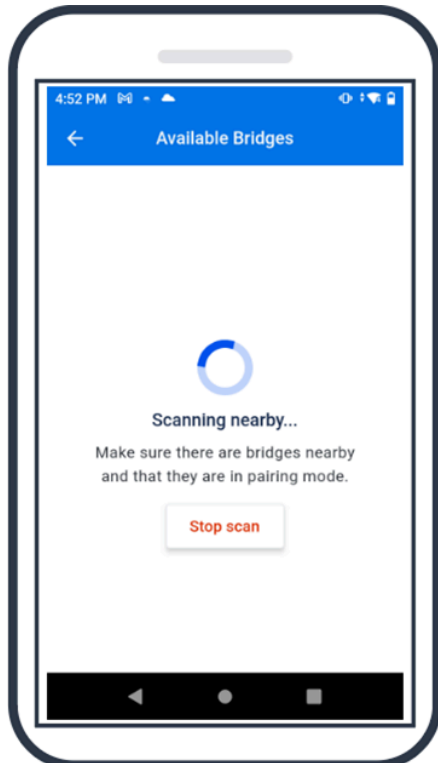 4:52 PM
Available Bridges
Scanning nearby...
Make sure there are bridges nearby
and that they are in pairing mode.
Stop scan